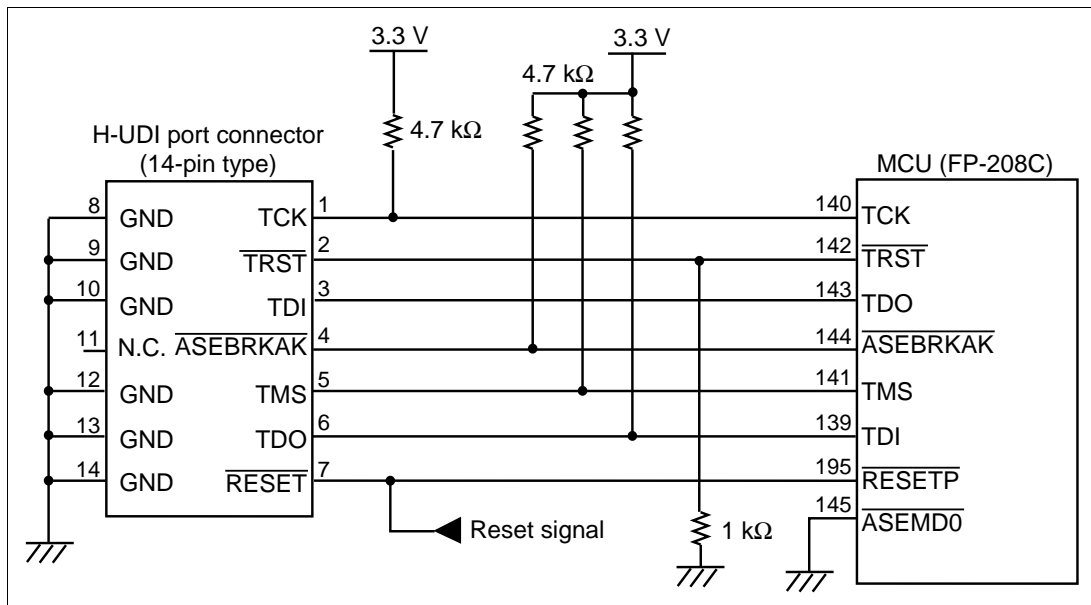 3.3 V
3.3 V
4.7 kΩ
4.7 kΩ
H-UDI port connector
(14-pin type)
MCU (FP-208C)
8 GND TCK 1 140 TCK
9 GND TRST 2 142 TRST
10 GND TDI 3 143 TDO
11 N.C. ASEBRKAK 4 144 ASEBRKAK
12 GND TMS 5 141 TMS
13 GND TDO 6 139 TDI
14 GND RESET 7 195 RESETP
145 ASEMD0
Reset signal
1 kΩ